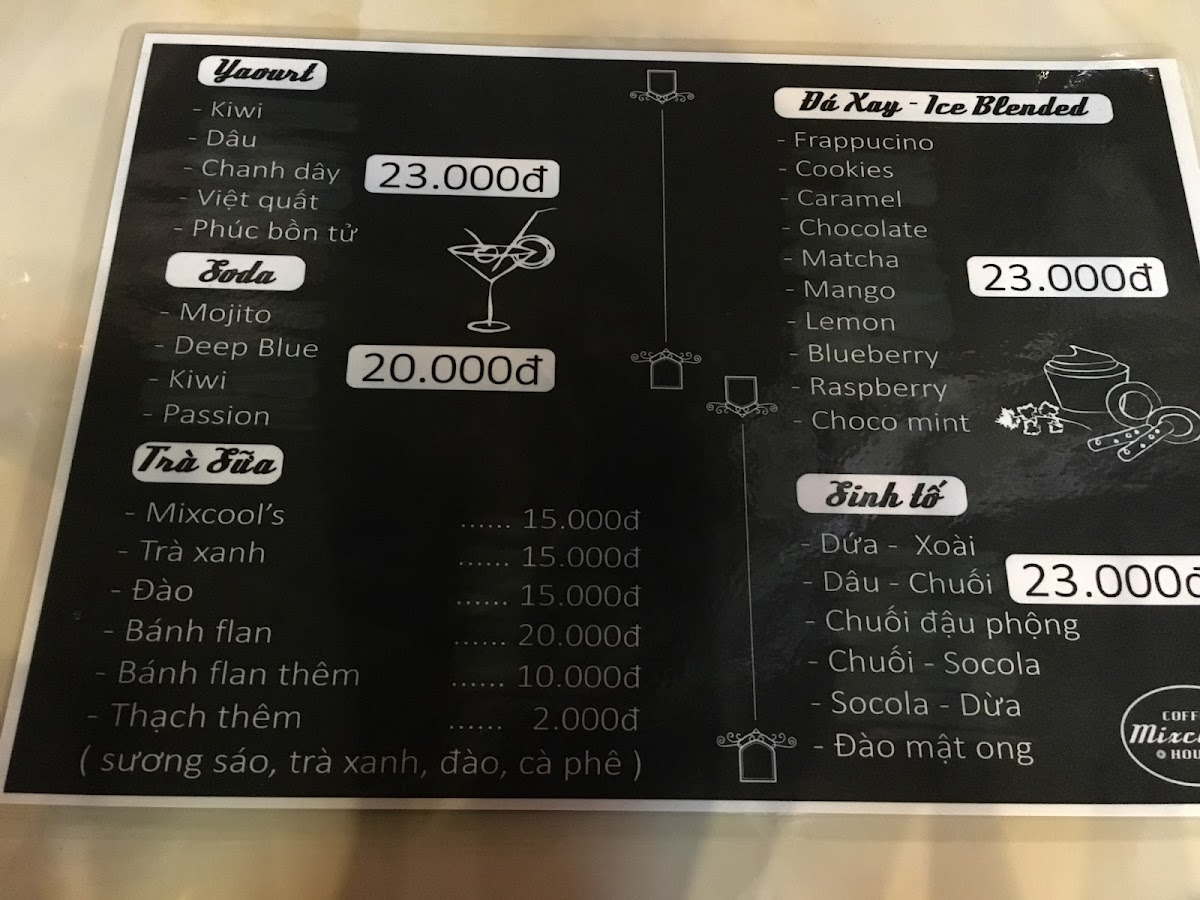 Yaourt
- Kiwi
- Dâu
- Chanh dây
23.000đ
- Việt quất
- Phúc bồn tử
Soda
- Mojito
- Deep Blue
20.000đ
- Kiwi
- Passion
Trà Sữa
- Mixcool's ...... 15.000đ
- Trà xanh ...... 15.000đ
- Đào ...... 15.000đ
- Bánh flan ...... 20.000đ
- Bánh flan thêm ...... 10.000đ
- Thạch thêm ...... 2.000đ
( sương sáo, trà xanh, đào, cà phê )
Đá Xay - Ice Blended
- Frappucino
- Cookies
- Caramel
- Chocolate
- Matcha
23.000đ
- Mango
- Lemon
- Blueberry
- Raspberry
- Choco mint
Sinh tố
- Dứa - Xoài
- Dâu - Chuối
23.000đ
- Chuối đậu phộng
- Chuối - Socola
- Socola - Dừa
- Đào mật ong